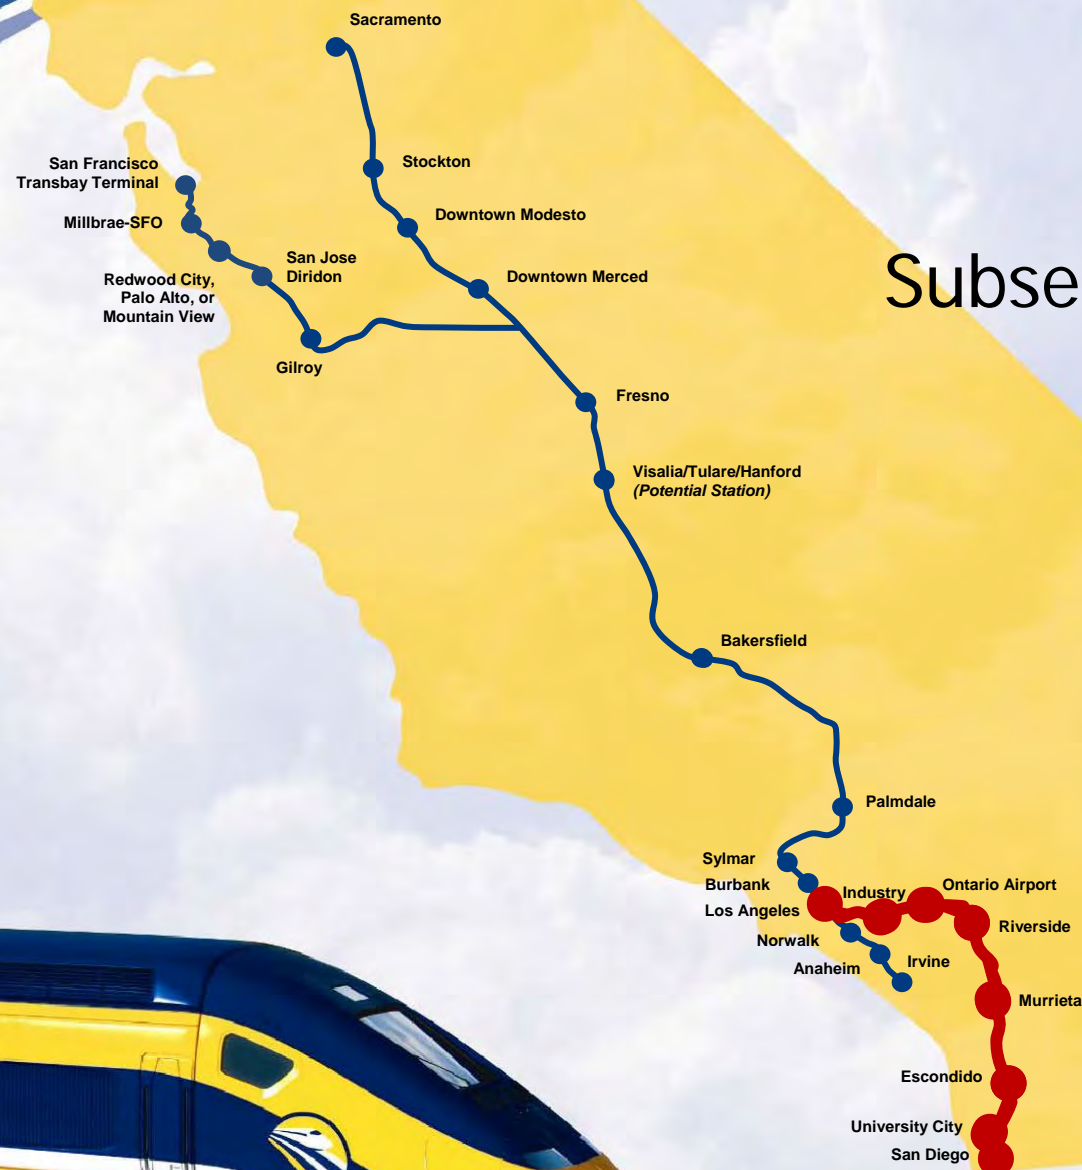 Sacramento
San Francisco
Transbay Terminal
Stockton
Millbrae-SFO
Downtown Modesto
San Jose
Diridon
Downtown Merced
Redwood City,
Palo Alto, or
Mountain View
Subse
Gilroy
Fresno
Visalia/Tulare/Hanford
(Potential Station)
Bakersfield
Palmdale
Sylmar
Burbank
Industry
Ontario Airport
Los Angeles
Riverside
Norwalk
Anaheim
Irvine
Murrieta
Escondido
University City
San Diego